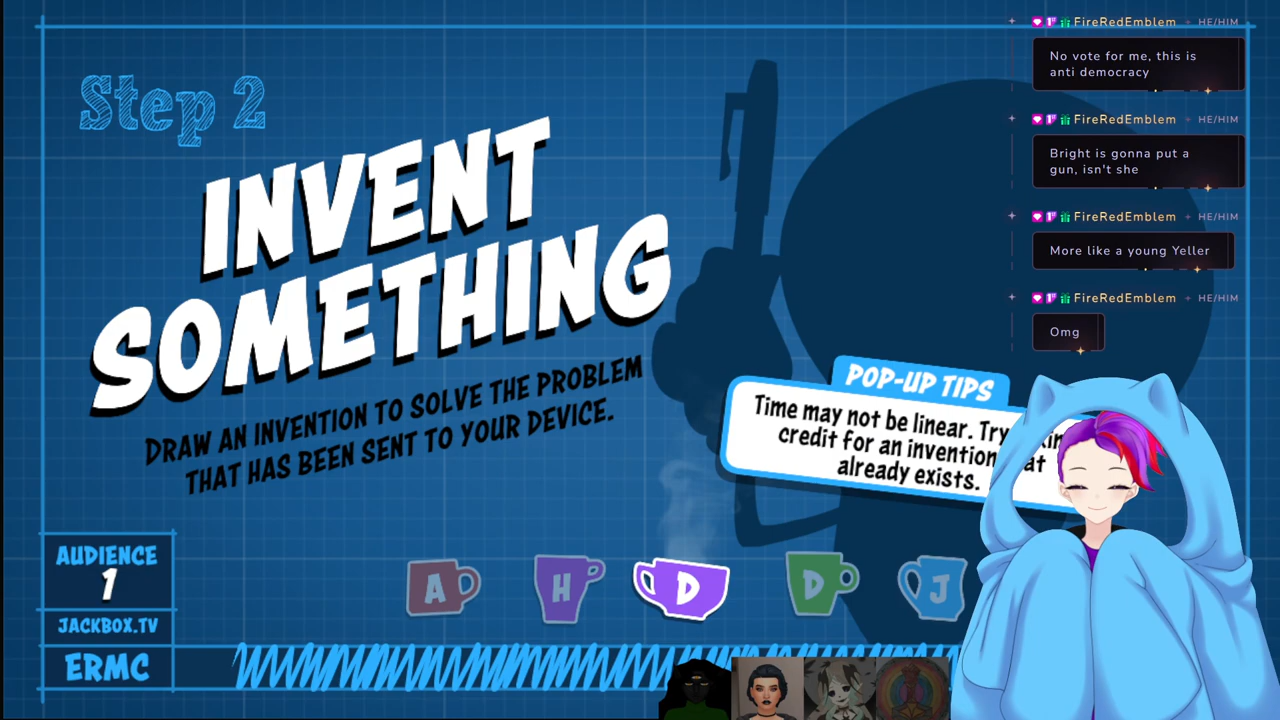 Step 2
INVENT
SOMETHING
DRAW AN INVENTION TO SOLVE THE PROBLEM
THAT HAS BEEN SENT TO YOUR DEVICE.
POP-UP TIPS
Time may not be linear. Try
credit for an invention
already exists.
AUDIENCE
1
JACKBOX.TV
ERMC
A
H
D
D
J
FireRedEmblem HE/HIM
No vote for me, this is
anti democracy
FireRedEmblem HE/HIM
Bright is gonna put a
gun, isn't she
FireRedEmblem HE/HIM
More like a young Yeller
FireRedEmblem HE/HIM
Omg